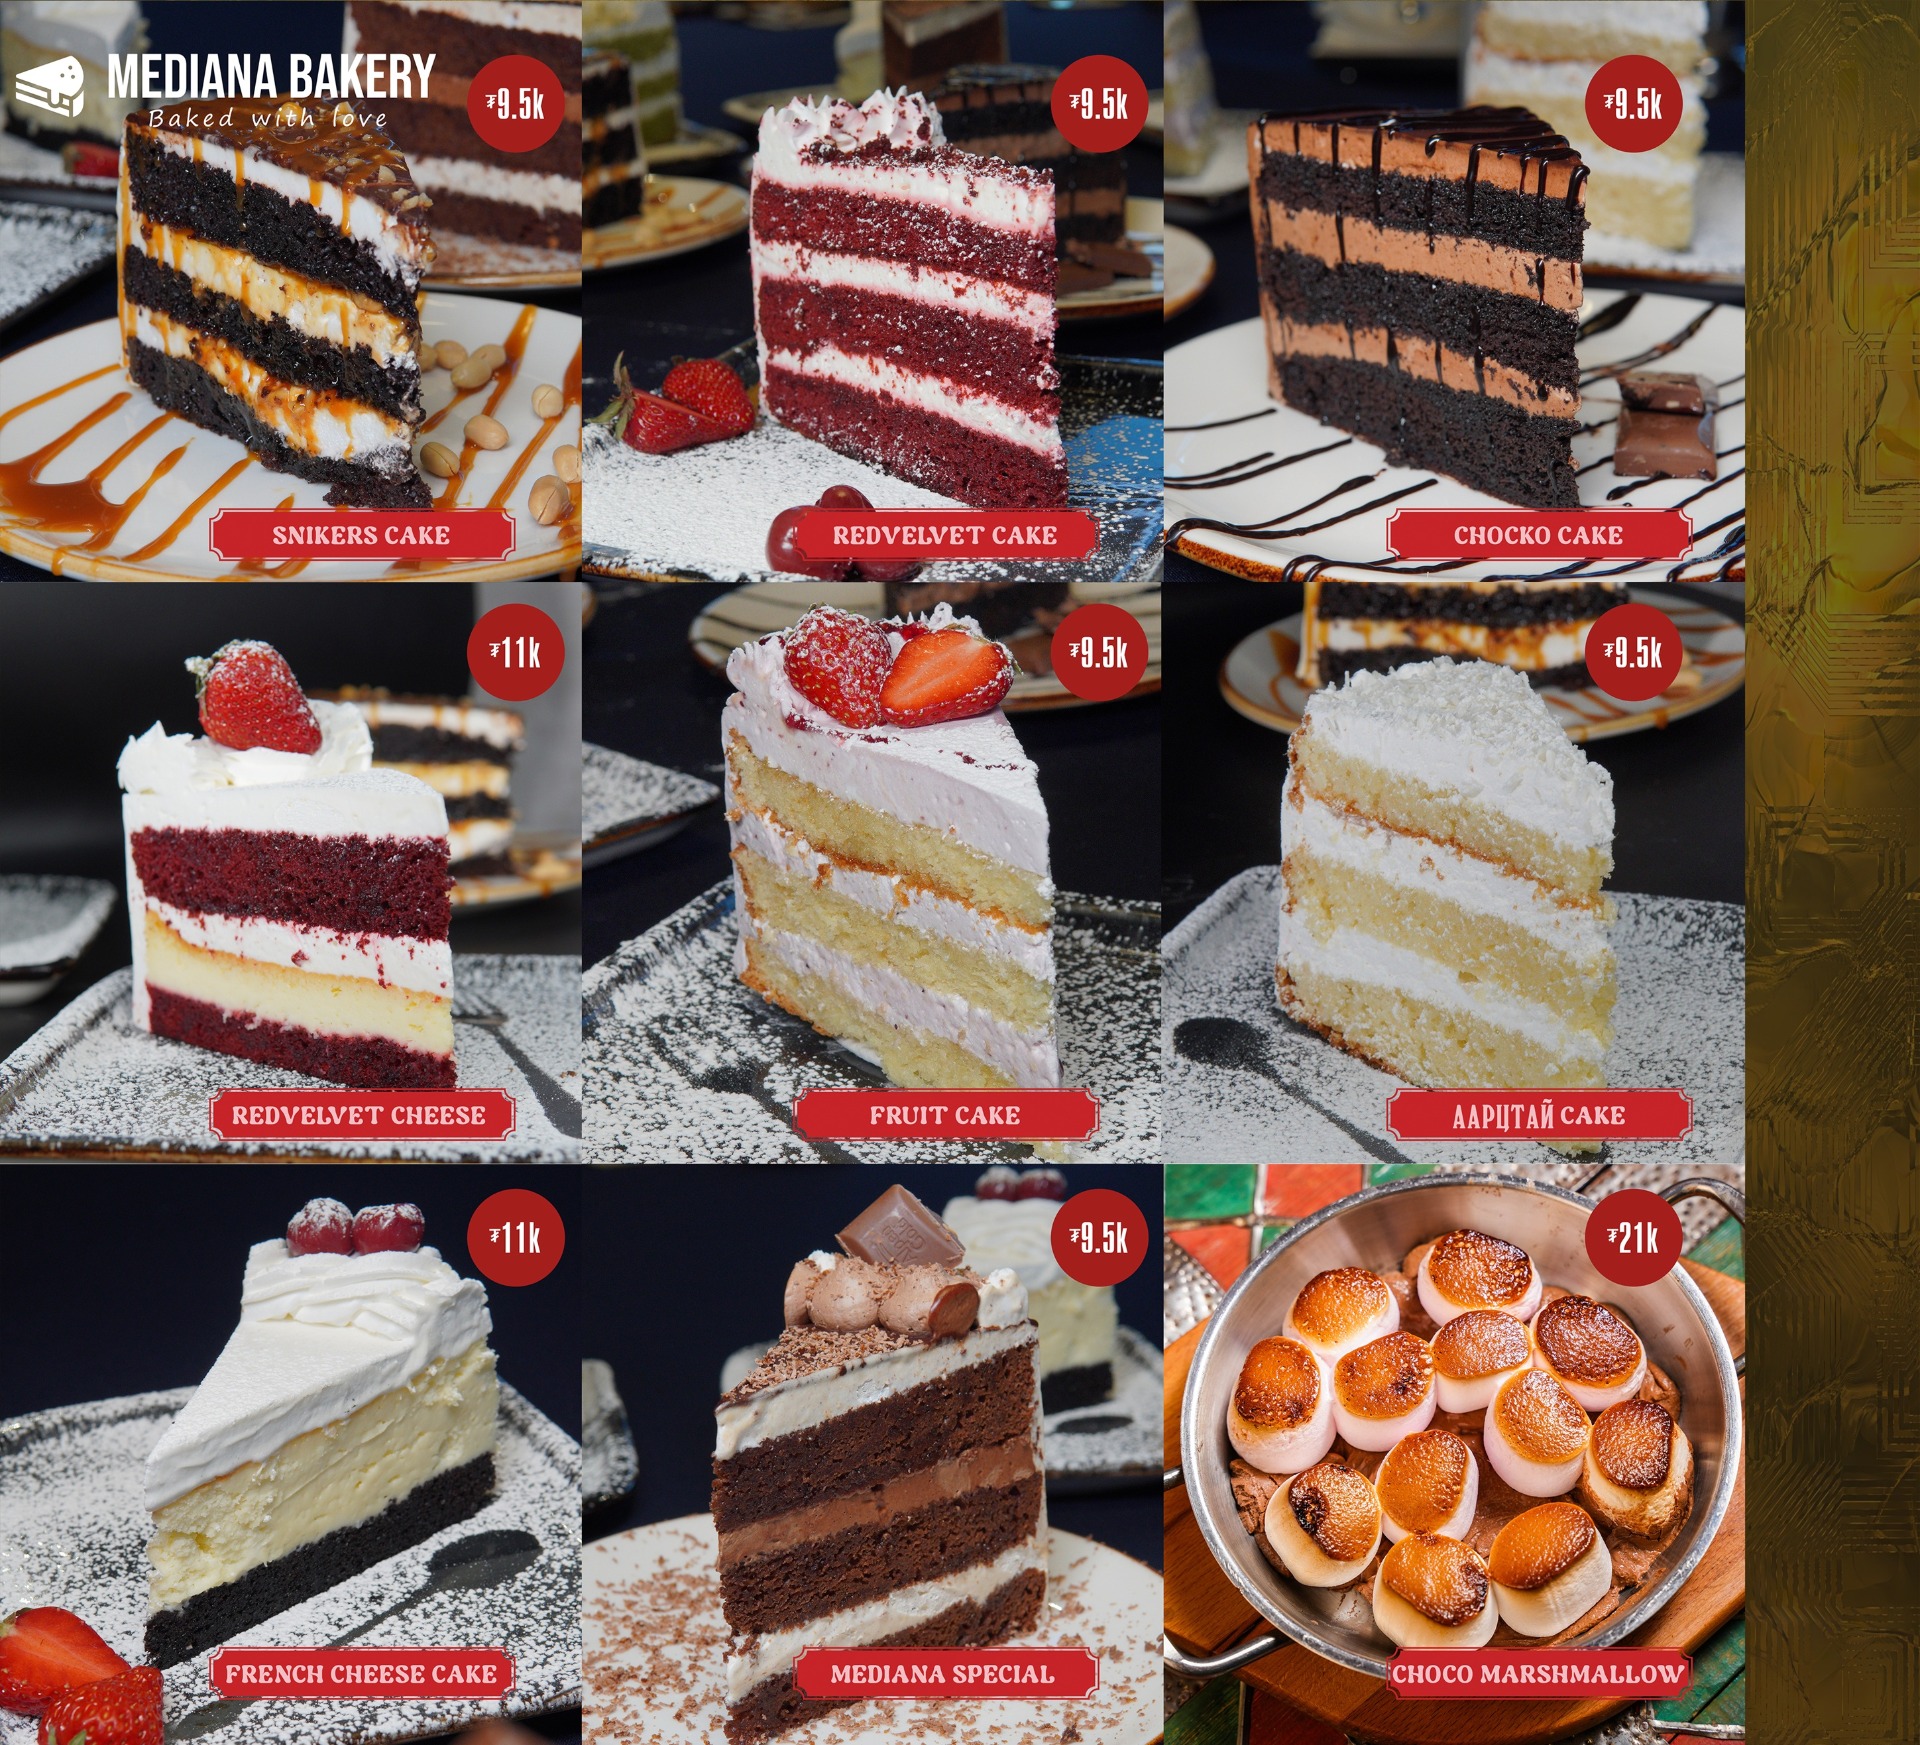 MEDIANA BAKERY
Baked with love
₮9.5k
₮9.5k
₮9.5k
SNIKERS CAKE
REDVELVET CAKE
CHOCKO CAKE
₮11k
₮9.5k
₮9.5k
REDVELVET CHEESE
FRUIT CAKE
ААРЦТАЙ CAKE
₮11k
₮9.5k
₮21k
FRENCH CHEESE CAKE
MEDIANA SPECIAL
CHOCO MARSHMALLOW